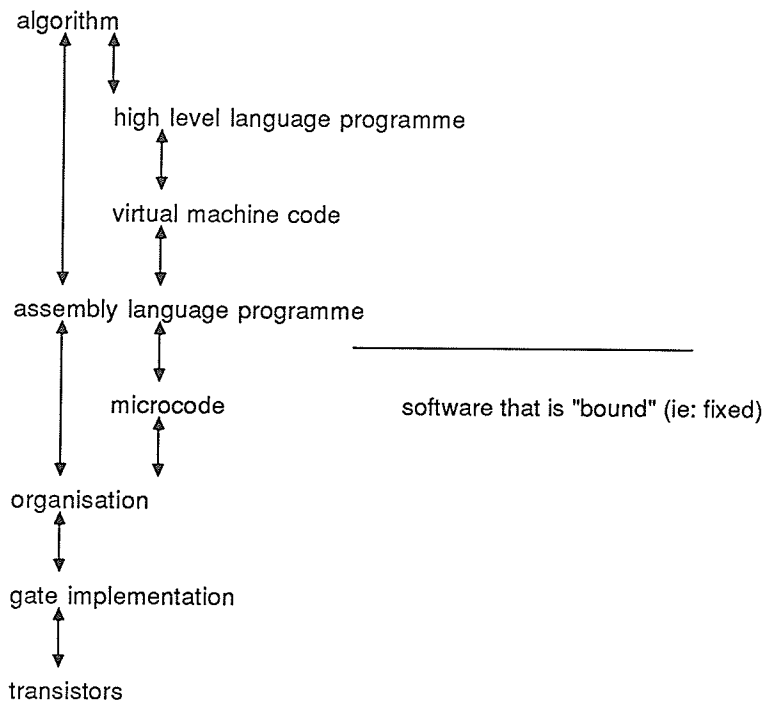 algorithm
high level language programme
virtual machine code
assembly language programme
microcode
software that is "bound" (ie: fixed)
organisation
gate implementation
transistors